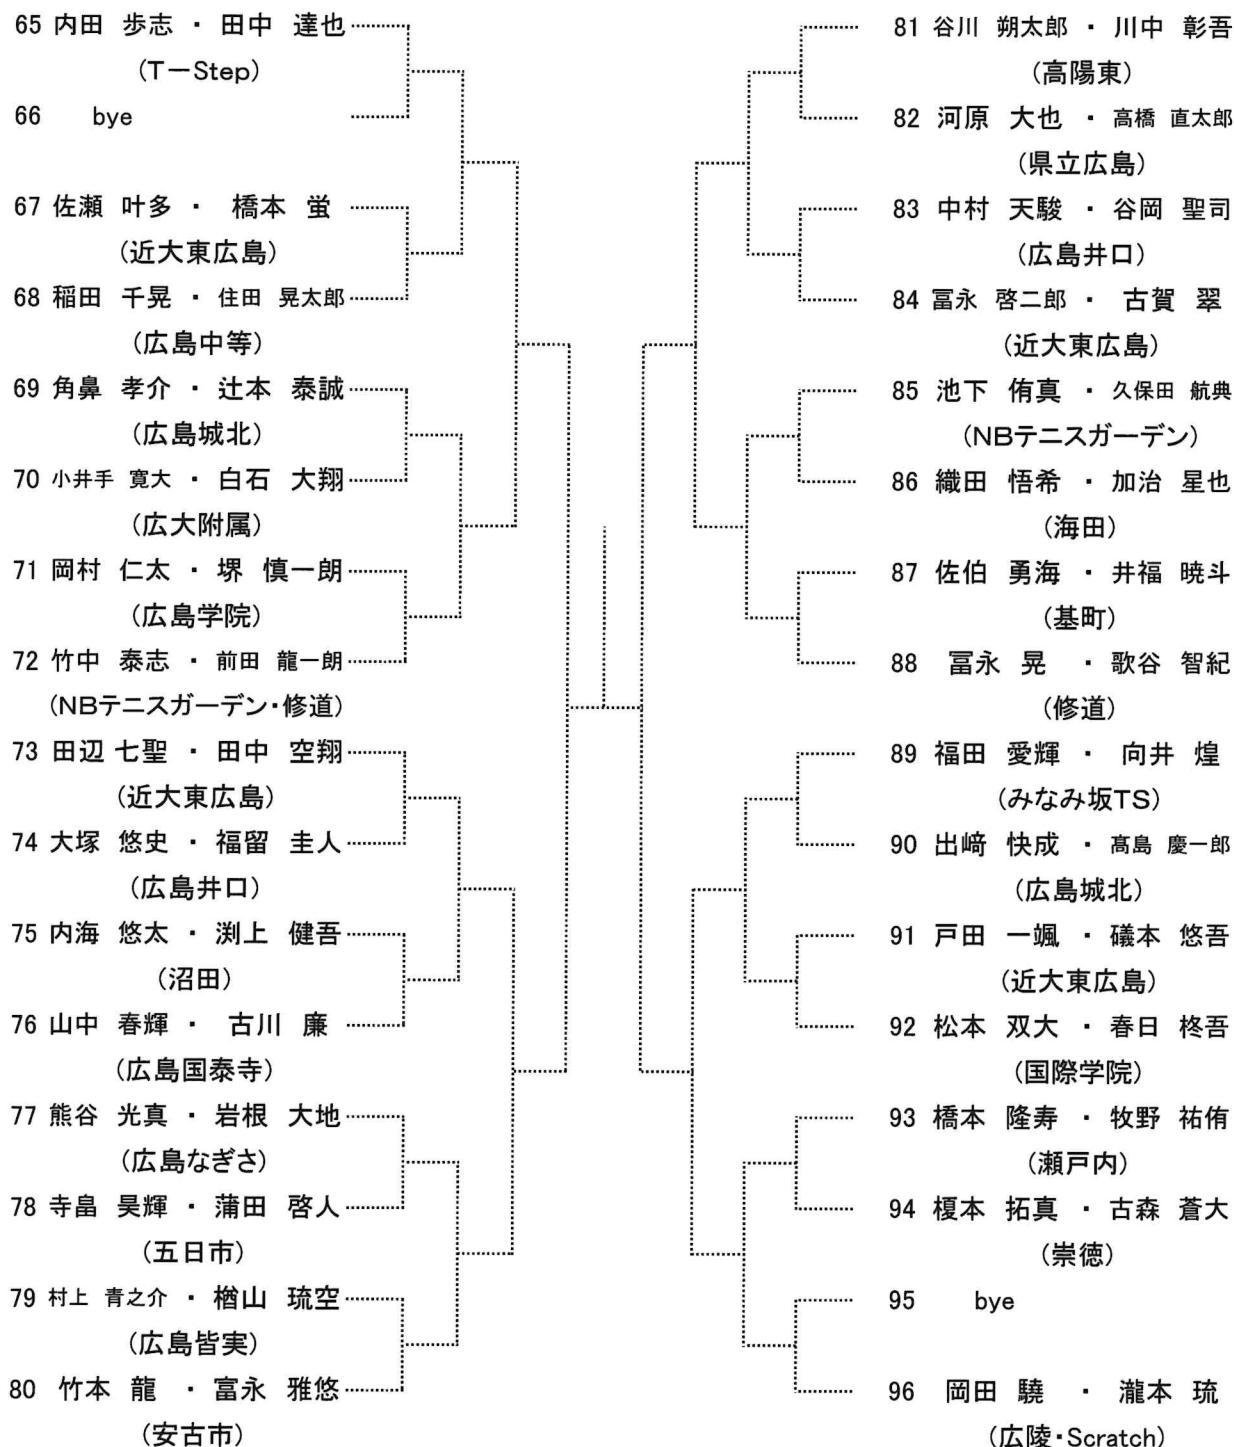 65 内田 歩志 ・ 田中 達也
(T－Step)
66 bye
67 佐瀬 叶多 ・ 橋本 蛍
(近大東広島)
68 稲田 千晃 ・ 住田 晃太郎
(広島中等)
69 角鼻 孝介 ・ 辻本 泰誠
(広島城北)
70 小井手 寛大 ・ 白石 大翔
(広大附属)
71 岡村 仁太 ・ 堺 慎一朗
(広島学院)
72 竹中 泰志 ・ 前田 龍一朗
(NBテニスガーデン・修道)
73 田辺 七聖 ・ 田中 空翔
(近大東広島)
74 大塚 悠史 ・ 福留 圭人
(広島井口)
75 内海 悠太 ・ 渕上 健吾
(沼田)
76 山中 春輝 ・ 古川 廉
(広島国泰寺)
77 熊谷 光真 ・ 岩根 大地
(広島なぎさ)
78 寺畠 昊輝 ・ 蒲田 啓人
(五日市)
79 村上 青之介 ・ 楢山 琉空
(広島皆実)
80 竹本 龍 ・ 富永 雅悠
(安古市)
81 谷川 朔太郎 ・ 川中 彰吾
(高陽東)
82 河原 大也 ・ 高橋 直太郎
(県立広島)
83 中村 天駿 ・ 谷岡 聖司
(広島井口)
84 冨永 啓二郎 ・ 古賀 翠
(近大東広島)
85 池下 侑真 ・ 久保田 航典
(NBテニスガーデン)
86 織田 悟希 ・ 加治 星也
(海田)
87 佐伯 勇海 ・ 井福 暁斗
(基町)
88 冨永 晃 ・ 歌谷 智紀
(修道)
89 福田 愛輝 ・ 向井 煌
(みなみ坂TS)
90 出﨑 快成 ・ 髙島 慶一郎
(広島城北)
91 戸田 一颯 ・ 礒本 悠吾
(近大東広島)
92 松本 双大 ・ 春日 柊吾
(国際学院)
93 橋本 隆寿 ・ 牧野 祐侑
(瀬戸内)
94 榎本 拓真 ・ 古森 蒼大
(崇徳)
95 bye
96 岡田 驍 ・ 瀧本 琉
(広陵・Scratch)